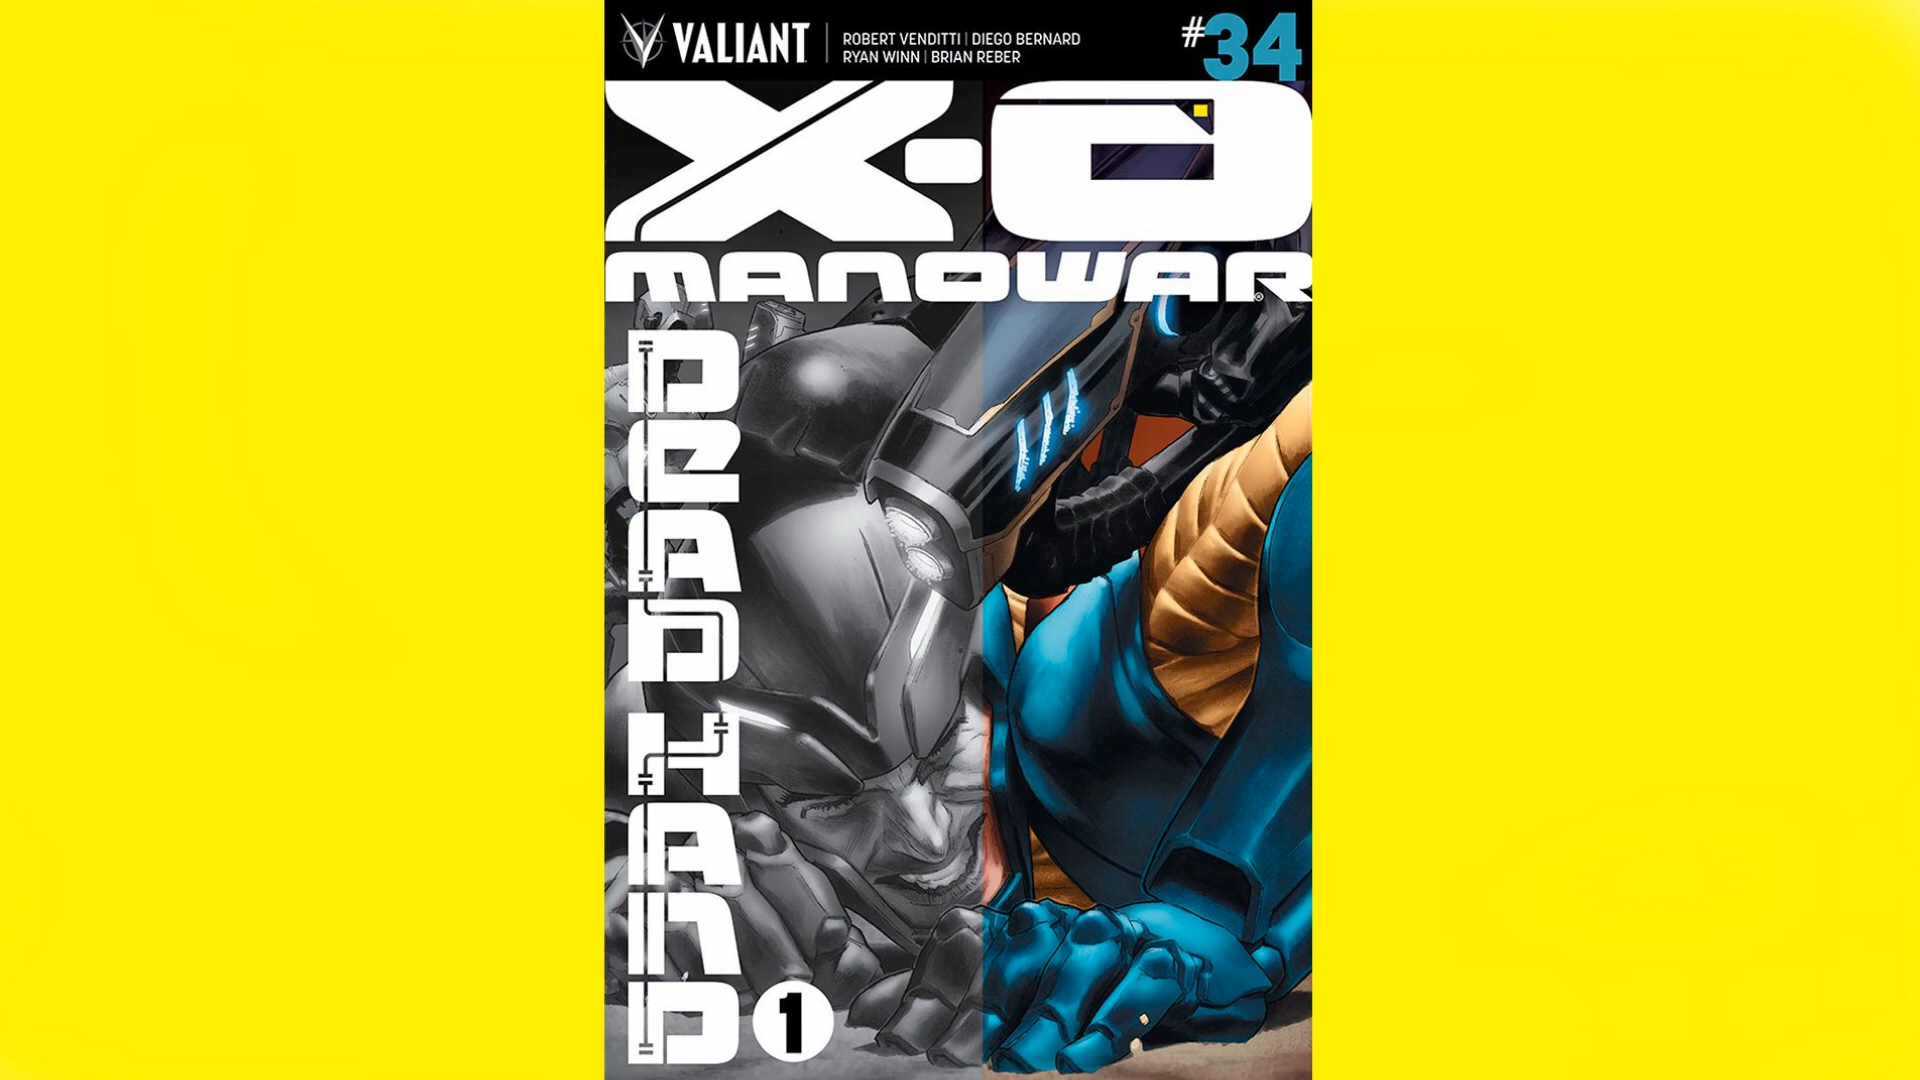 VALIANT
ROBERT VENDITTI | DIEGO BERNARD
RYAN WINN | BRIAN REBER
#34
X-O
MANOWAR®
DEAD HAND
1